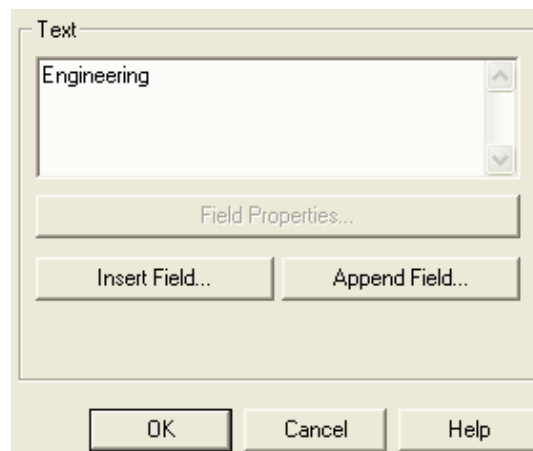 Text
Engineering
Field Properties...
Insert Field... Append Field...
OK Cancel Help